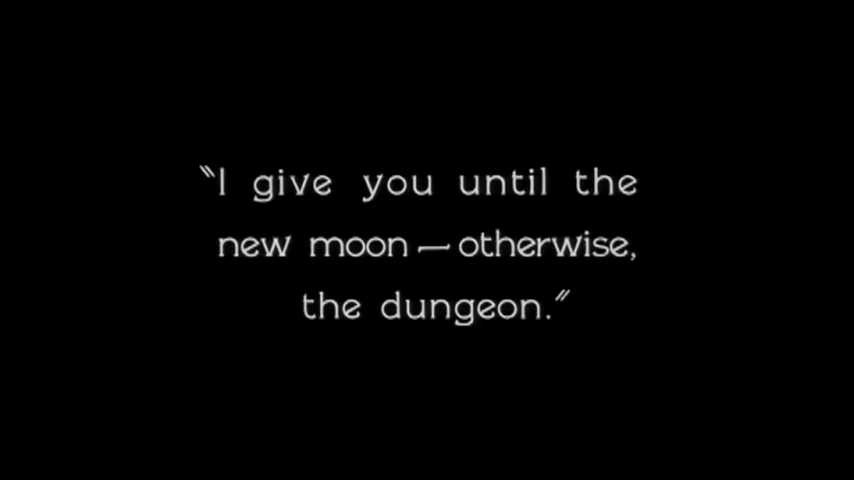 "I give you until the
new moon — otherwise,
the dungeon."